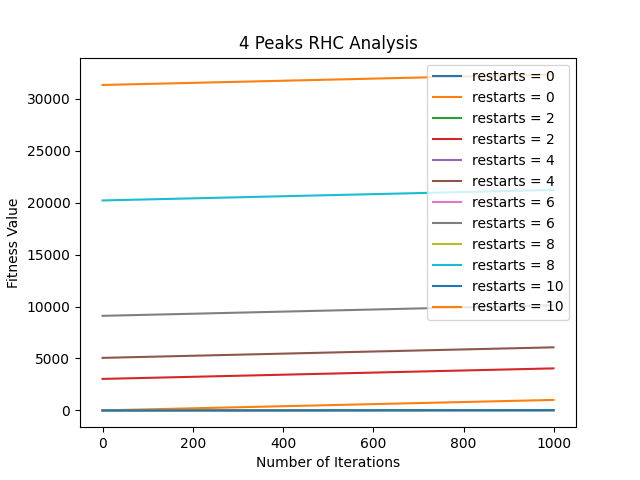 4 Peaks RHC Analysis
Fitness Value
30000
25000
20000
15000
10000
5000
0
restarts = 0
restarts = 0
restarts = 2
restarts = 2
restarts = 4
restarts = 4
restarts = 6
restarts = 6
restarts = 8
restarts = 8
restarts = 10
restarts = 10
0 200 400 600 800 1000
Number of Iterations